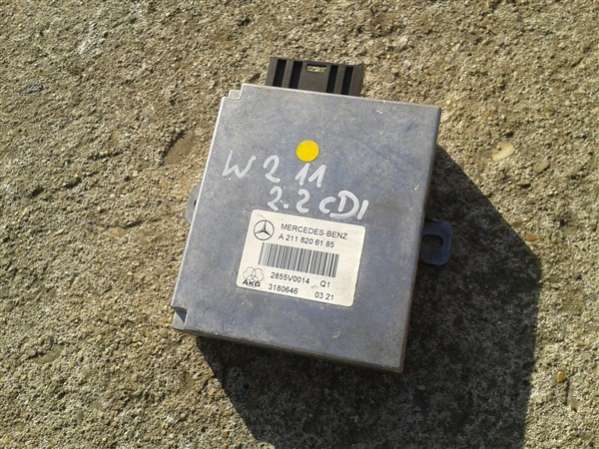 W 211
2.2 CDI
MERCEDES-BENZ
A 211 820 61 85
2855V0014 Q1
AKG
3180646 03 21